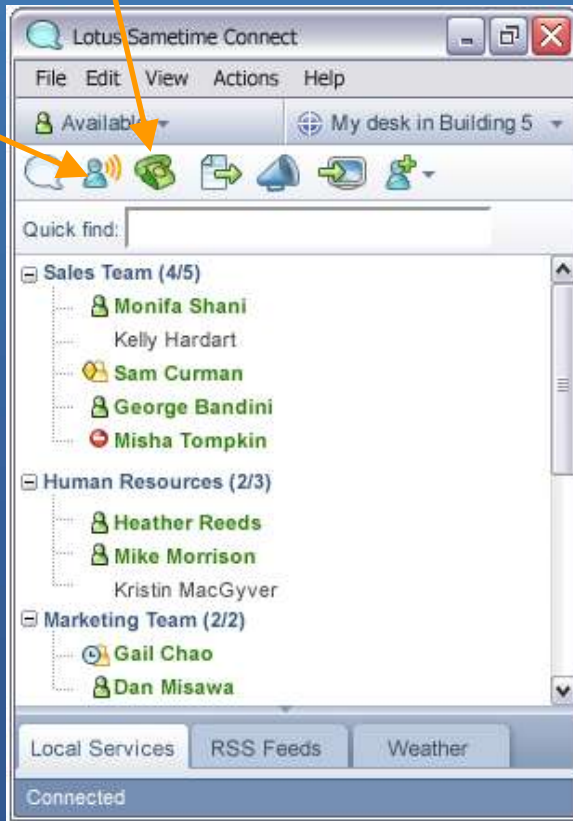 Lotus Sametime Connect
File Edit View Actions Help
Available My desk in Building 5
Quick find:
Sales Team (4/5)
Monifa Shani
Kelly Hardart
Sam Curman
George Bandini
Misha Tompkin
Human Resources (2/3)
Heather Reeds
Mike Morrison
Kristin MacGyver
Marketing Team (2/2)
Gail Chao
Dan Misawa
Local Services RSS Feeds Weather
Connected